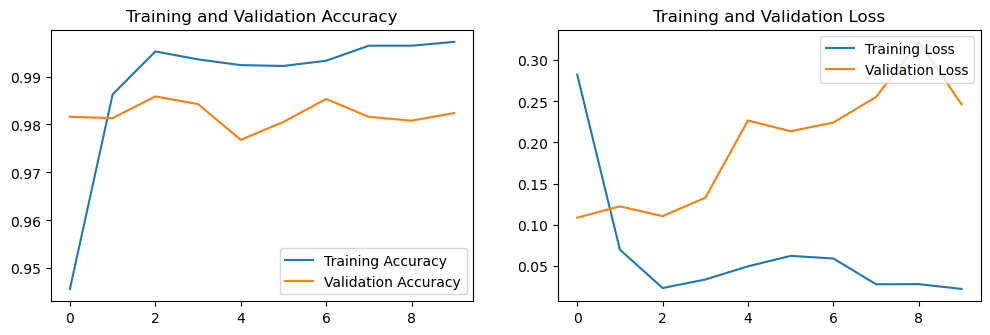 Training and Validation Accuracy
0.99
0.98
0.97
0.96
0.95
0 2 4 6 8
Training Accuracy
Validation Accuracy
Training and Validation Loss
0.30
0.25
0.20
0.15
0.10
0.05
0 2 4 6 8
Training Loss
Validation Loss